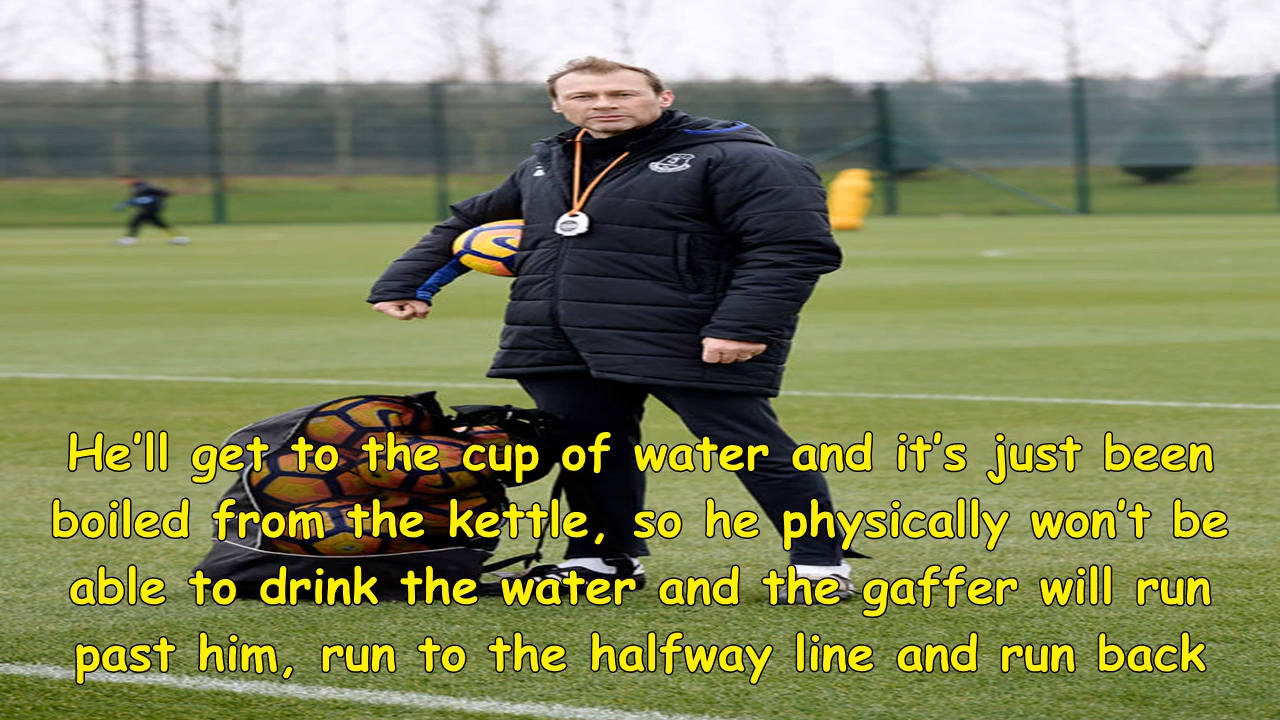 He’ll get to the cup of water and it’s just been
boiled from the kettle, so he physically won’t be
able to drink the water and the gaffer will run
past him, run to the halfway line and run back